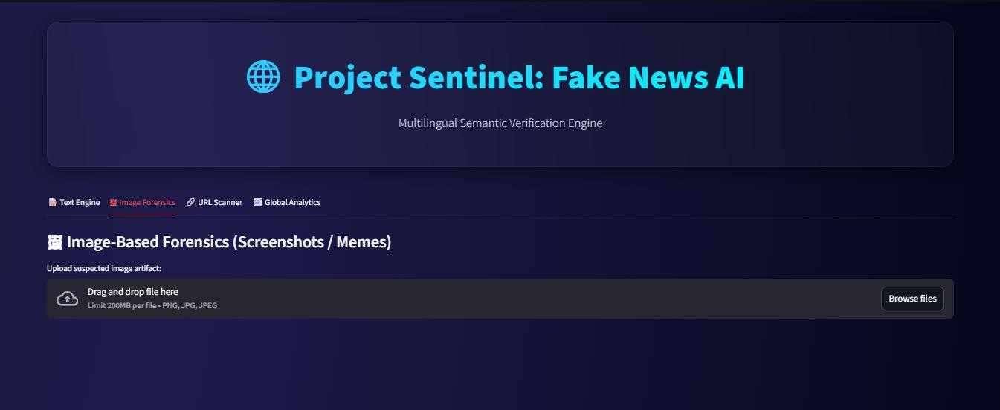 🌐 Project Sentinel: Fake News AI
Multilingual Semantic Verification Engine
📝 Text Engine 🖼 Image Forensics 🔗 URL Scanner 📈 Global Analytics
🖼 Image-Based Forensics (Screenshots / Memes)
Upload suspected image artifact:
Drag and drop file here
Limit 200MB per file • PNG, JPG, JPEG
Browse files